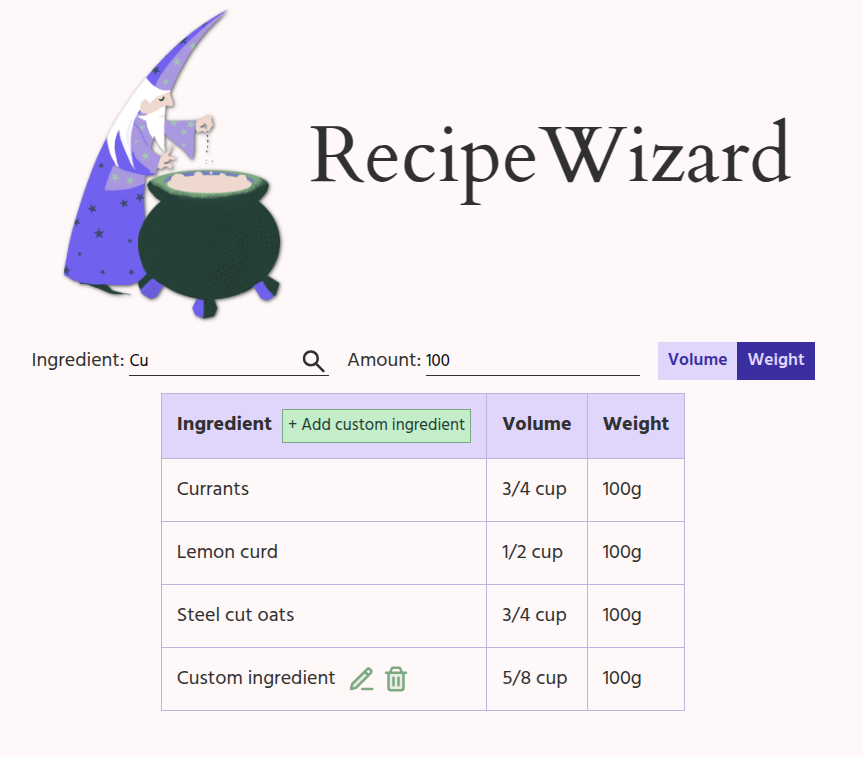 RecipeWizard
Ingredient: Cu Amount: 100 Volume Weight
Ingredient + Add custom ingredient Volume Weight
Currants 3/4 cup 100g
Lemon curd 1/2 cup 100g
Steel cut oats 3/4 cup 100g
Custom ingredient 5/8 cup 100g